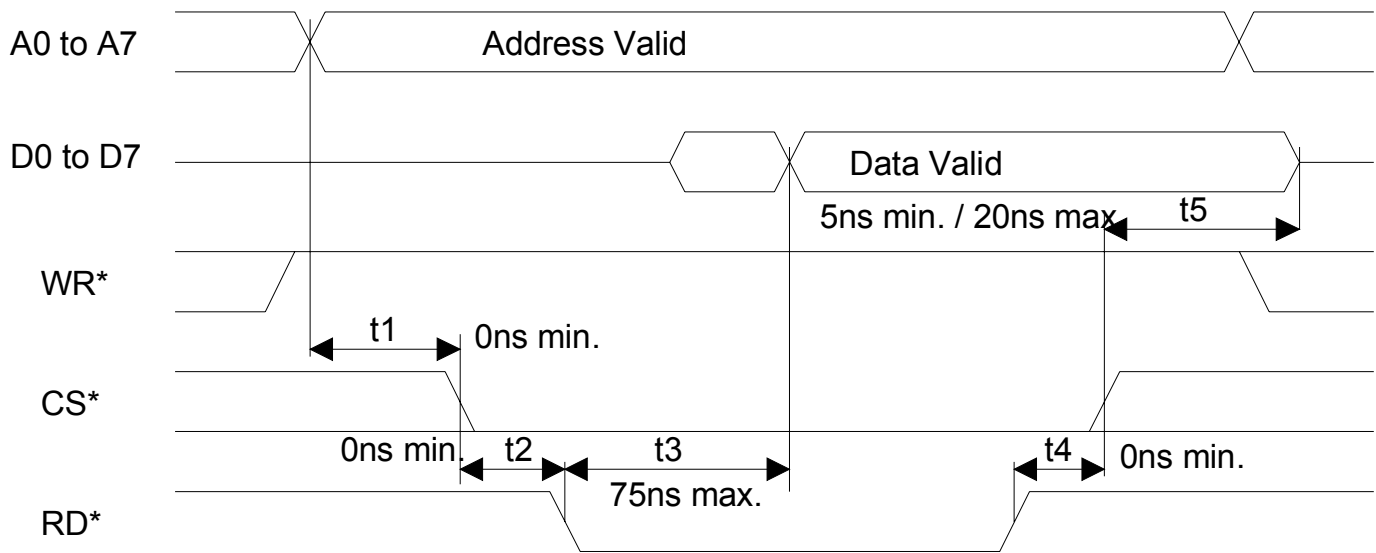 A0 to A7
Address Valid
D0 to D7
Data Valid
5ns min. / 20ns max
t5
WR*
t1
0ns min.
CS*
0ns min.
t2
t3
t4
0ns min.
75ns max.
RD*